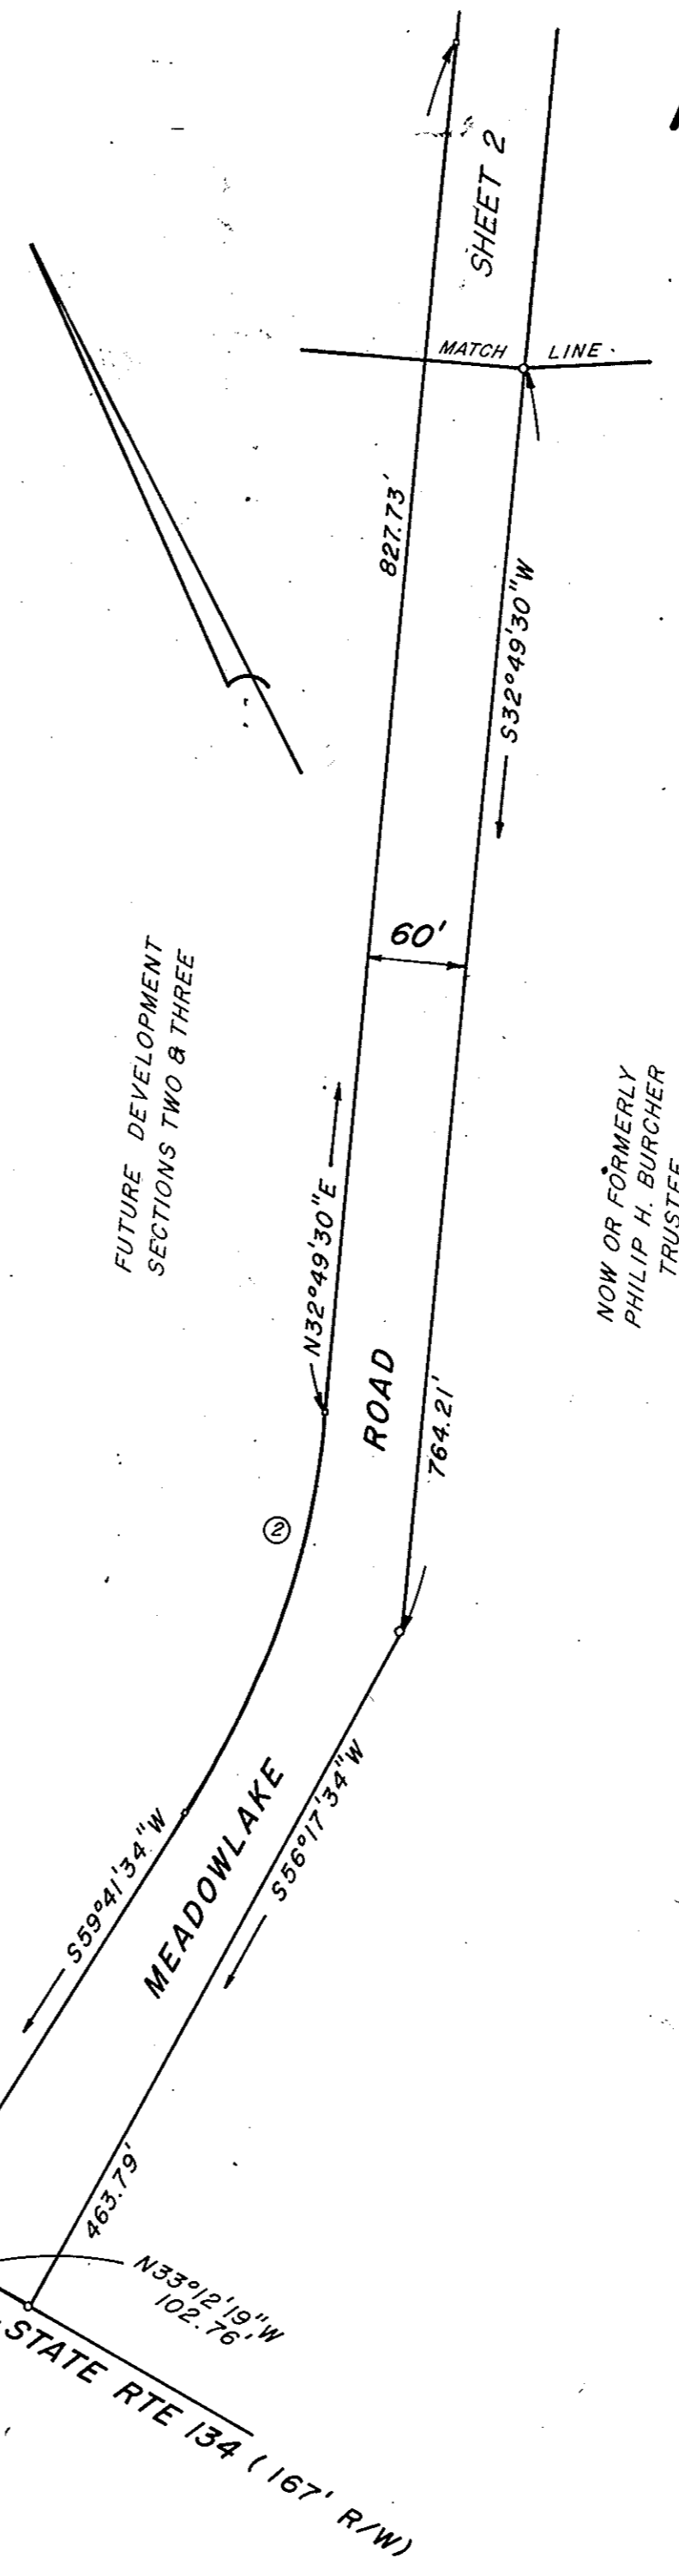 SHEET 2
MATCH LINE
827.73'
S32°49'30"W
60'
FUTURE DEVELOPMENT
SECTIONS TWO & THREE
NOW OR FORMERLY
PHILIP H. BURCHER
TRUSTEE
N32°49'30"E
ROAD
764.21'
2
S59°41'34"W
MEADOWLAKE
S56°17'34"W
463.79'
N33°12'19"W
102.76'
STATE RTE 134 (167' R/W)